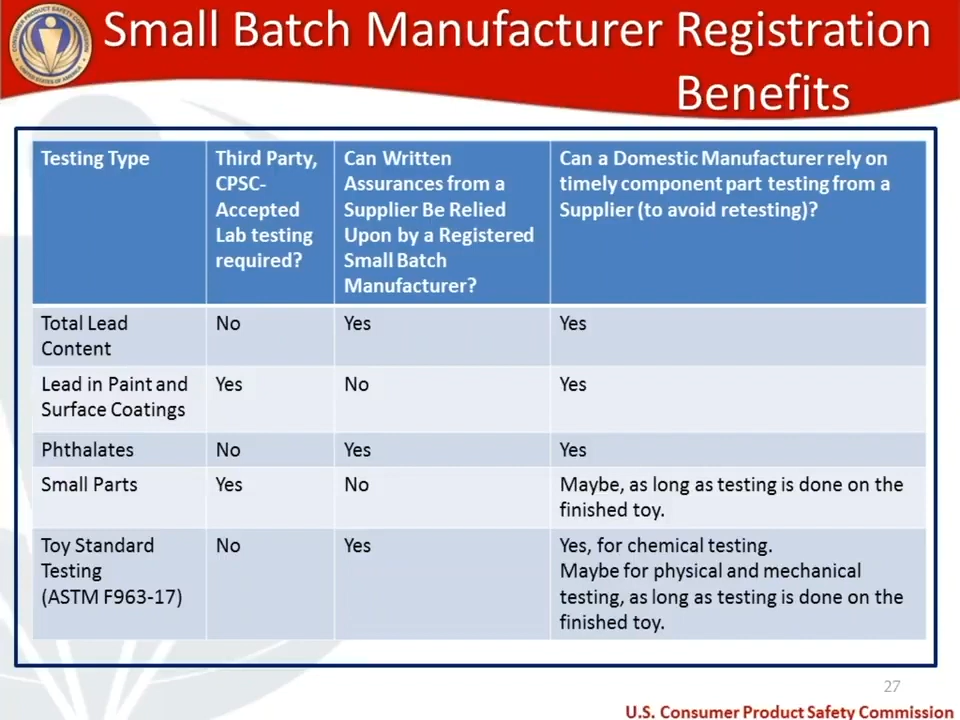 Small Batch Manufacturer Registration
Benefits
Testing Type
Third Party,
CPSC-
Accepted
Lab testing
required?
Can Written
Assurances from a
Supplier Be Relied
Upon by a Registered
Small Batch
Manufacturer?
Can a Domestic Manufacturer rely on
timely component part testing from a
Supplier (to avoid retesting)?
Total Lead
Content
No
Yes
Yes
Lead in Paint and
Surface Coatings
Yes
No
Yes
Phthalates
No
Yes
Yes
Small Parts
Yes
No
Maybe, as long as testing is done on the
finished toy.
Toy Standard
Testing
(ASTM F963-17)
No
Yes
Yes, for chemical testing.
Maybe for physical and mechanical
testing, as long as testing is done on the
finished toy.
27
U.S. Consumer Product Safety Commission